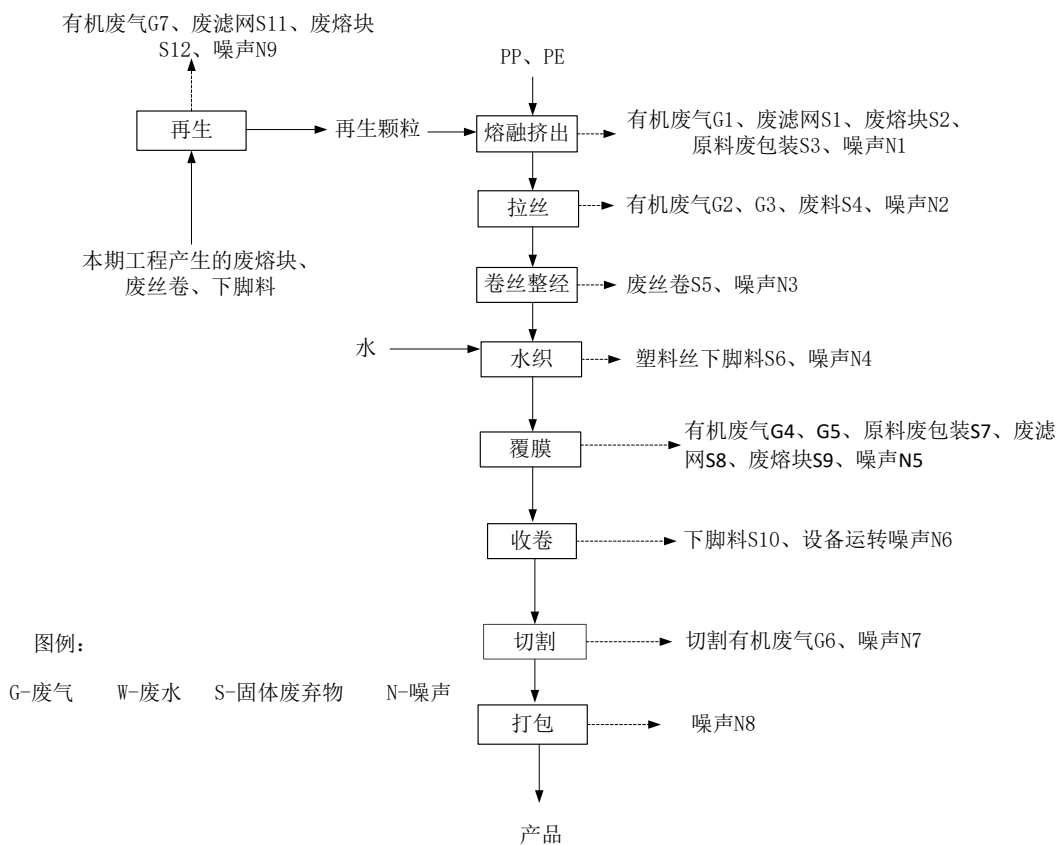 有机废气G7、废滤网S11、废熔块
S12、噪声N9
PP、PE
再生
再生颗粒
熔融挤出
有机废气G1、废滤网S1、废熔块S2、
原料废包装S3、噪声N1
拉丝
有机废气G2、G3、废料S4、噪声N2
本期工程产生的废熔块、
废丝卷、下脚料
卷丝整经
废丝卷S5、噪声N3
水
水织
塑料丝下脚料S6、噪声N4
覆膜
有机废气G4、G5、原料废包装S7、废滤
网S8、废熔块S9、噪声N5
收卷
下脚料S10、设备运转噪声N6
切割
切割有机废气G6、噪声N7
图例：
G-废气 W-废水 S-固体废弃物 N-噪声
打包
噪声N8
产品